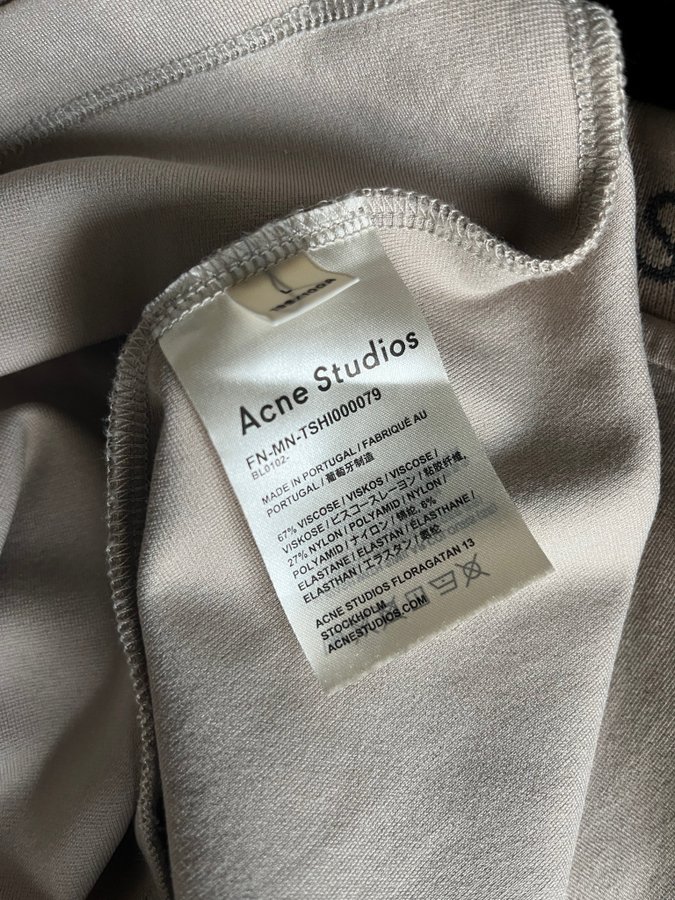 Acne Studios
FN-MN-TSHI000079
BL0102-
MADE IN PORTUGAL / FABRIQUÉ AU
PORTUGAL / 葡萄牙制造
67% VISCOSE / VISKOS / VISCOSE /
VISKOSE / ビスコースレーヨン / 粘胶纤维,
27% NYLON / POLYAMID / NYLON /
POLYAMID / ナイロン / 锦纶, 6%
ELASTANE / ELASTAN / ÉLASTHANE /
ELASTHAN / エラスタン / 氨纶
ACNE STUDIOS FLORAGATAN 13
STOCKHOLM
ACNESTUDIOS.COM